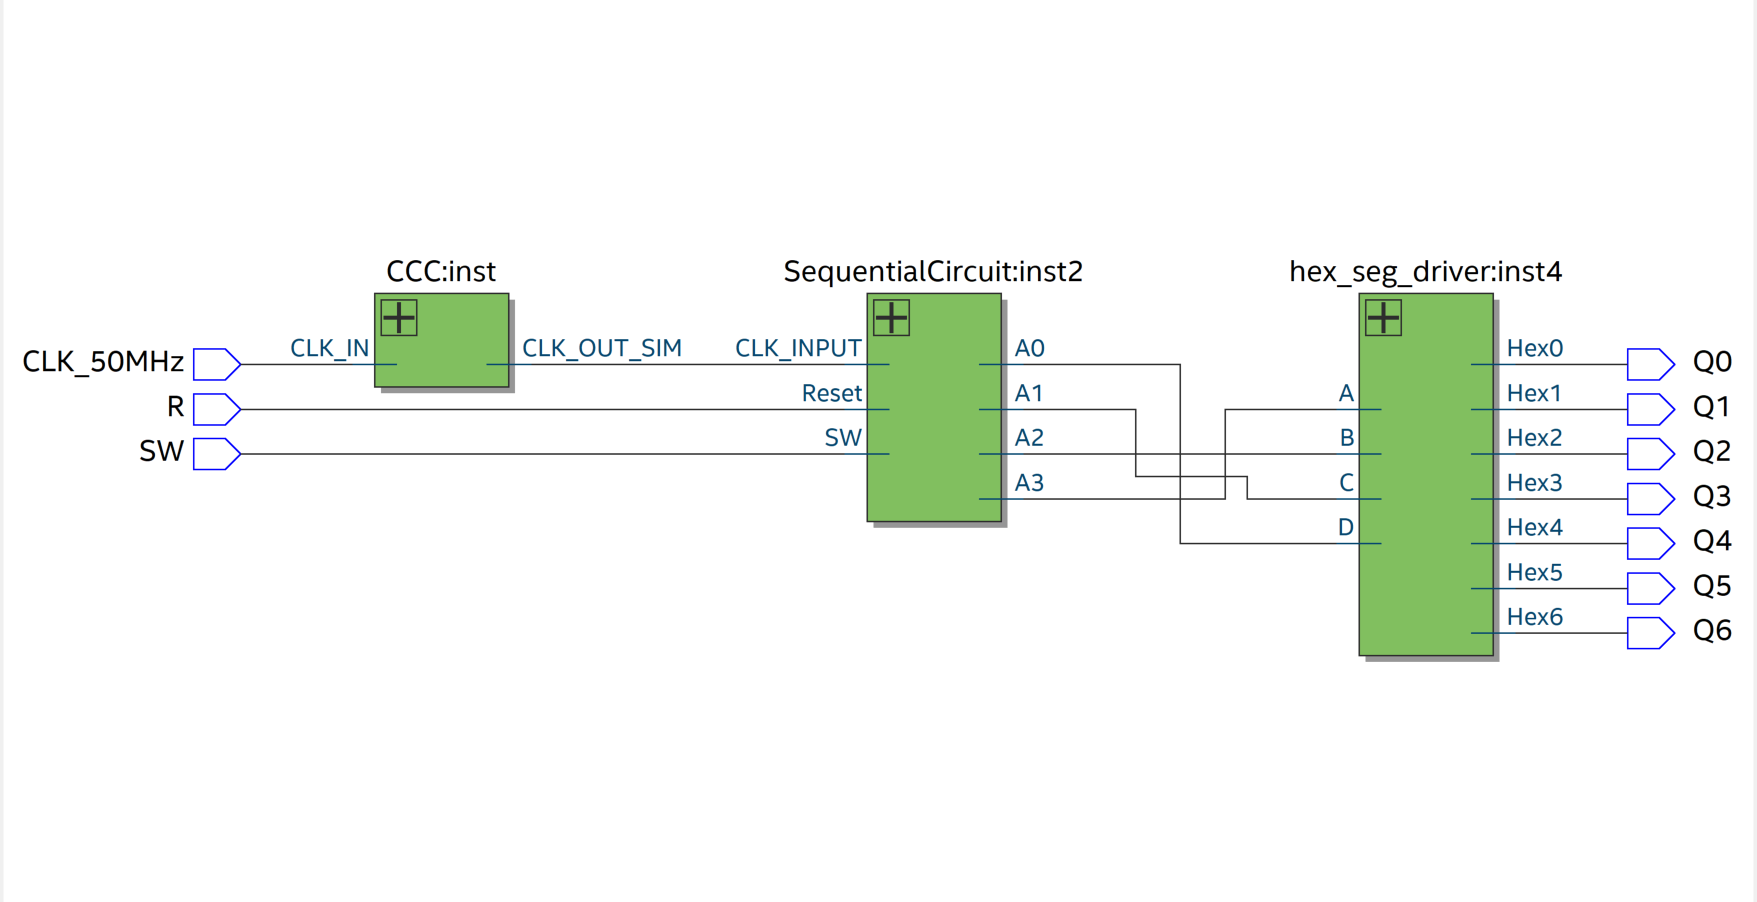 CCC:inst
SequentialCircuit:inst2
hex_seg_driver:inst4
CLK_50MHz
CLK_IN
CLK_OUT_SIM
CLK_INPUT
A0
Hex0
Q0
R
Reset
A1
A
Hex1
Q1
SW
SW
A2
B
Hex2
Q2
A3
C
Hex3
Q3
D
Hex4
Q4
Hex5
Q5
Hex6
Q6